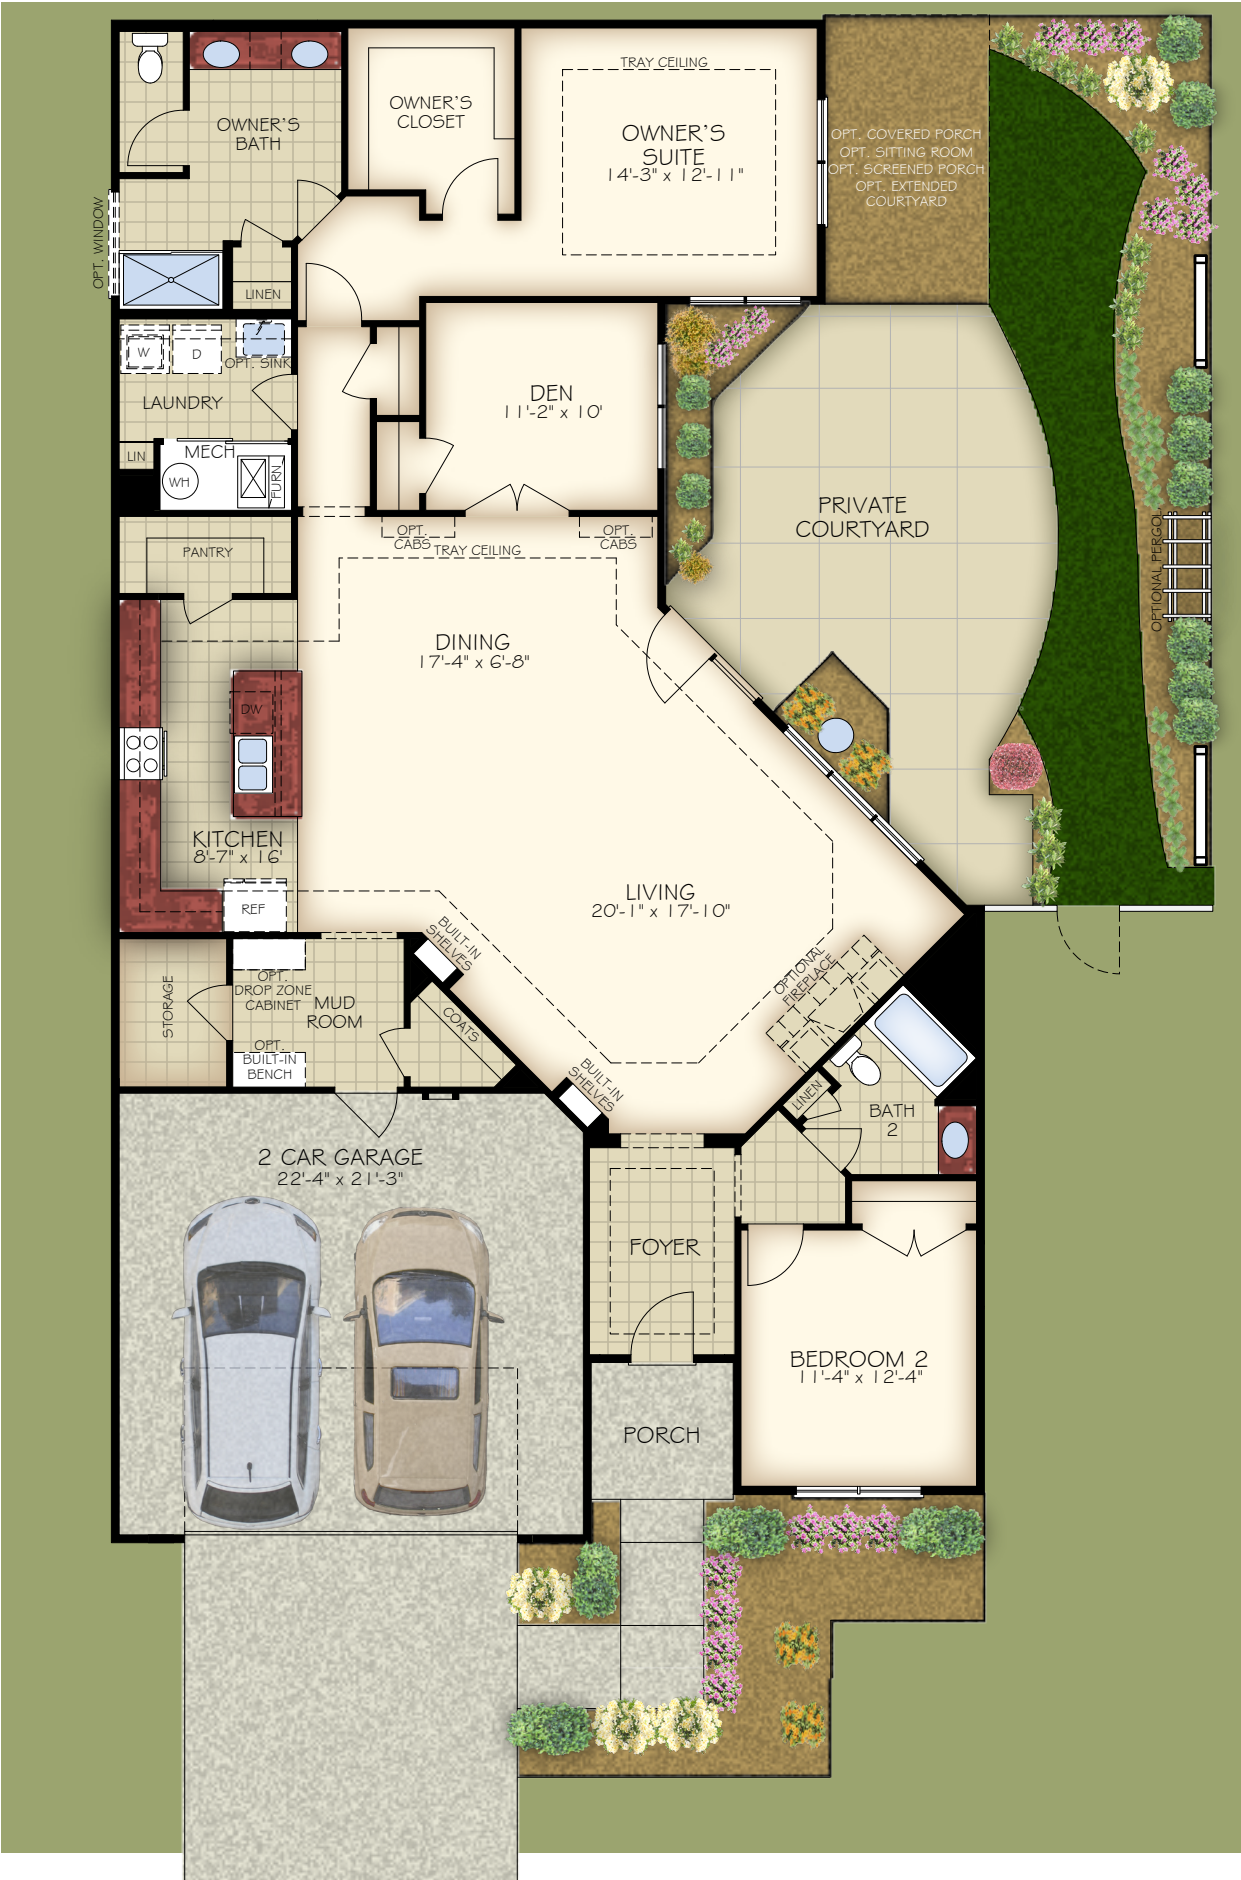 TRAY CEILING
OWNER'S
CLOSET
OWNER'S
BATH
OWNER'S
SUITE
14'-3" x 12'-11"
OPT. COVERED PORCH
OPT. SITTING ROOM
OPT. SCREENED PORCH
OPT. EXTENDED
COURTYARD
OPT. WINDOW
LINEN
W
D
OPT. SINK
LAUNDRY
DEN
11'-2" x 10'
MECH
LIN
WH
FURN.
PRIVATE
COURTYARD
OPT.
CABS
OPT.
CABS
TRAY CEILING
PANTRY
OPTIONAL PERGOL
DINING
17'-4" x 6'-8"
DW
KITCHEN
8'-7" x 16'
REF
LIVING
20'-1" x 17'-10"
BUILT-IN
SHELVES
OPTIONAL
FIREPLACE
STORAGE
OPT.
DROP ZONE
CABINET
MUD
ROOM
COATS
OPT.
BUILT-IN
BENCH
BUILT-IN
SHELVES
LINEN
BATH
2
2 CAR GARAGE
22'-4" x 21'-3"
FOYER
BEDROOM 2
11'-4" x 12'-4"
PORCH